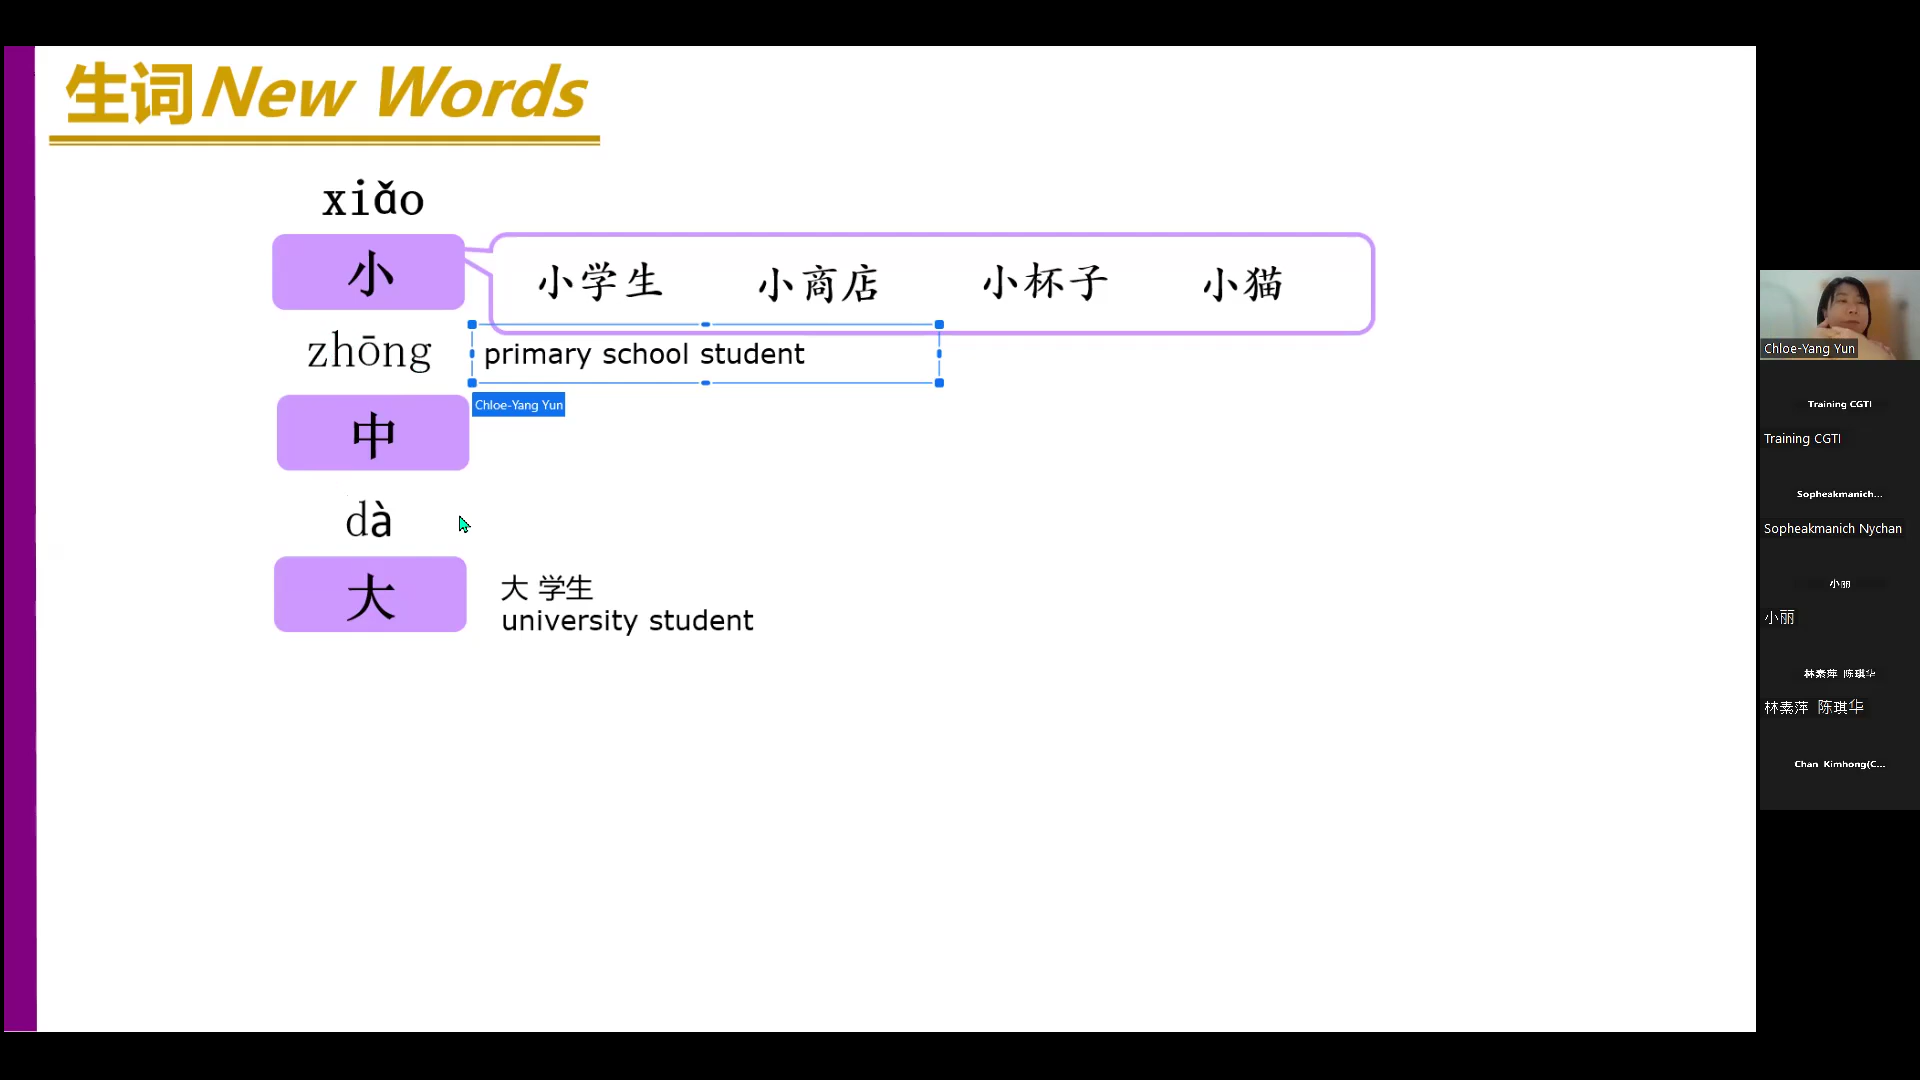 生词New Words
xiǎo
小
小学生 小商店 小杯子 小猫
zhōng
primary school student
Chloe-Yang Yun
中
dà
大
大 学生
university student
Chloe-Yang Yun
Training CGTI
Training CGTI
Sopheakmanich...
Sopheakmanich Nychan
小丽
小丽
林素萍 陈琪华
林素萍 陈琪华
Chan Kimhong(C...